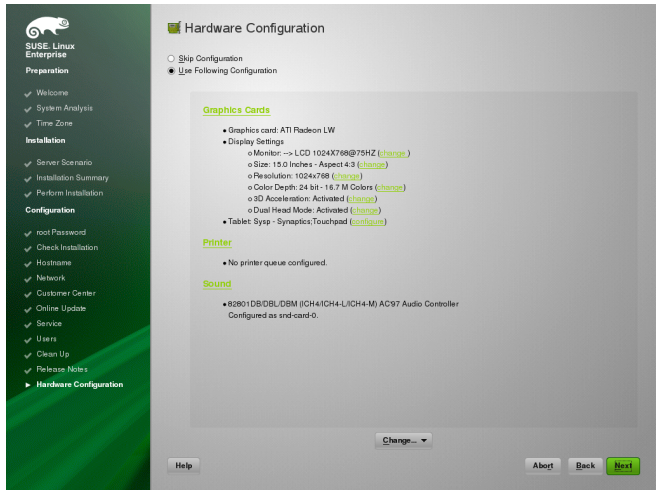 SUSE. Linux
Enterprise
Preparation
Welcome
System Analysis
Time Zone
Installation
Server Scenario
Installation Summary
Perform Installation
Configuration
root Password
Check Installation
Hostname
Network
Customer Center
Online Update
Service
Users
Clean Up
Release Notes
Hardware Configuration
Hardware Configuration
Skip Configuration
Use Following Configuration
Graphics Cards
Graphics card: ATI Radeon LW
Display Settings
Monitor: --> LCD 1024X768@75HZ (change )
Size: 15.0 Inches - Aspect 4:3 (change)
Resolution: 1024x768 (change)
Color Depth: 24 bit - 16.7 M Colors (change)
3D Acceleration: Activated (change)
Dual Head Mode: Activated (change)
Tablet: Sysp - Synaptics;Touchpad (configure)
Printer
No printer queue configured.
Sound
82801DB/DBL/DBM (ICH4/ICH4-L/ICH4-M) AC97 Audio Controller
Configured as snd-card-0.
Change...
Help
Abort
Back
Next